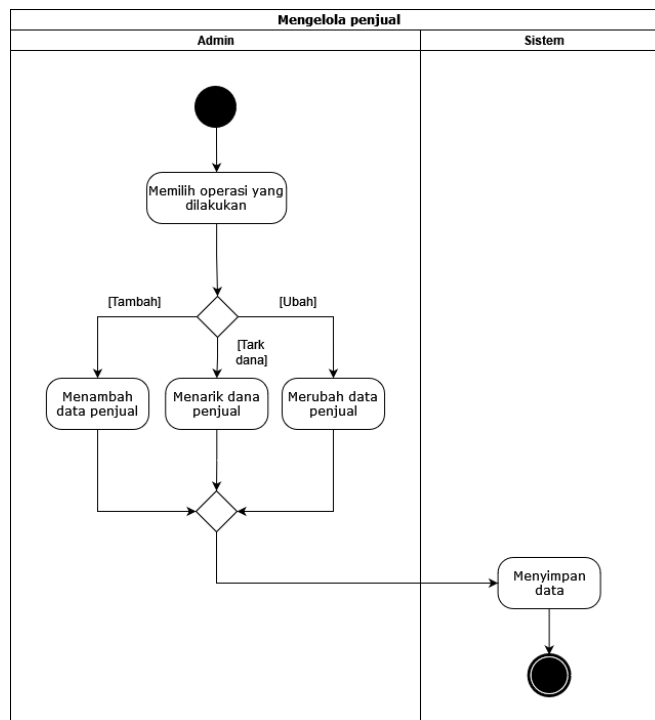 Mengelola penjual
Admin
Sistem
Memilih operasi yang
dilakukan
[Tambah]
[Ubah]
[Tark
dana]
Menambah
data penjual
Menarik dana
penjual
Merubah data
penjual
Menyimpan
data